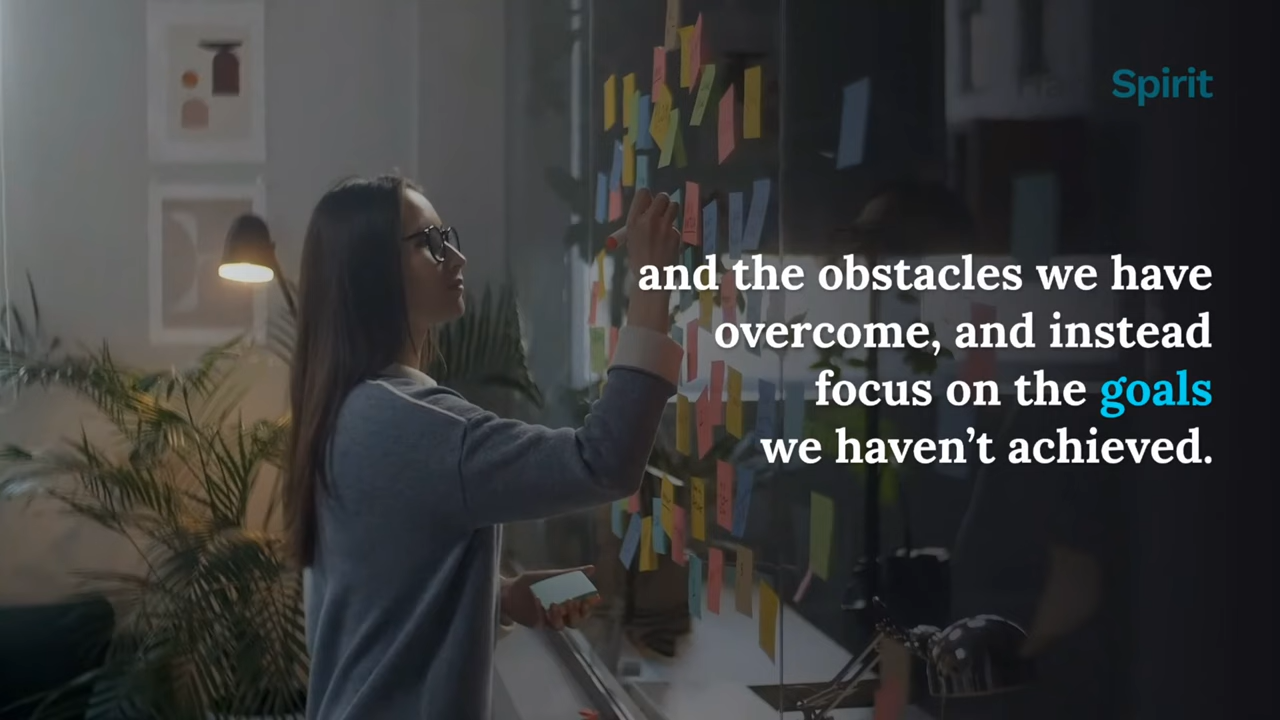 Spirit
and the obstacles we have
overcome, and instead
focus on the goals
we haven’t achieved.